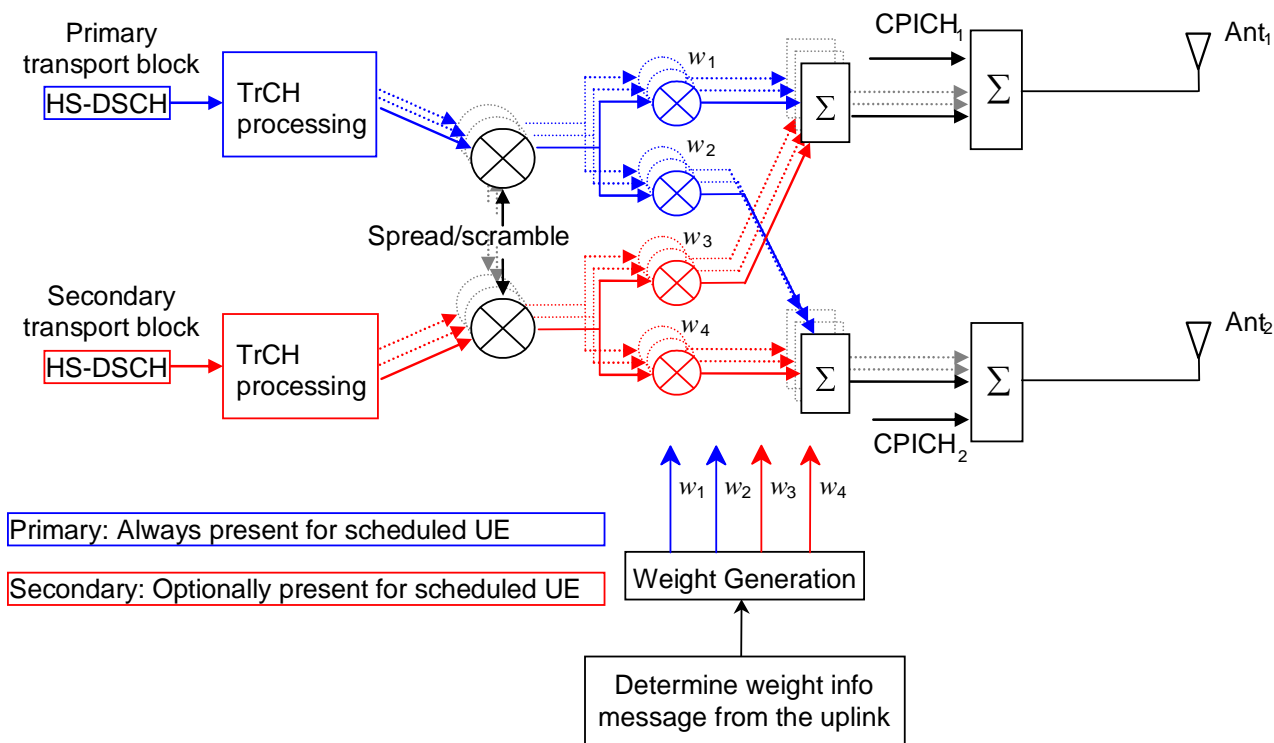 Primary
transport block
HS-DSCH
TrCH
processing
w1
w2
Σ
CPICH1
Σ
Ant1
Spread/scramble
Secondary
transport block
HS-DSCH
TrCH
processing
w3
w4
Σ
CPICH2
Σ
Ant2
w1 w2 w3 w4
Primary: Always present for scheduled UE
Secondary: Optionally present for scheduled UE
Weight Generation
Determine weight info
message from the uplink